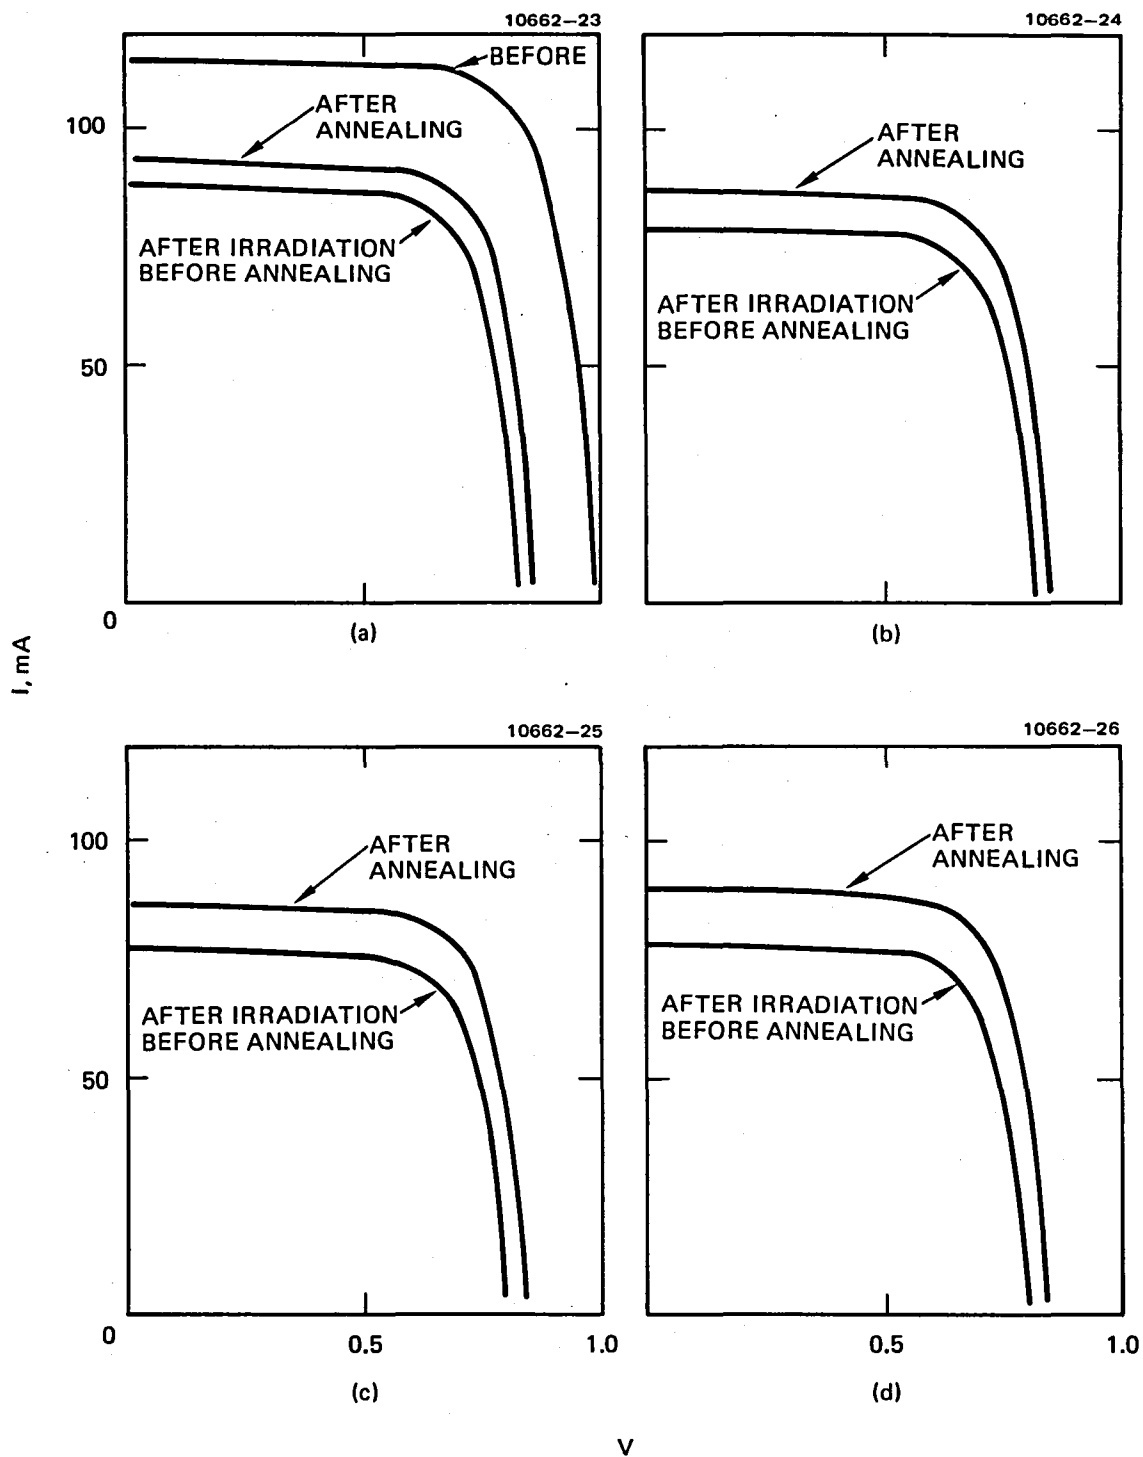 10662–23
BEFORE
AFTER
ANNEALING
100
AFTER IRRADIATION
BEFORE ANNEALING
50
0
(a)
10662–24
AFTER
ANNEALING
AFTER IRRADIATION
BEFORE ANNEALING
(b)
I, mA
10662–25
100
AFTER
ANNEALING
AFTER IRRADIATION
BEFORE ANNEALING
50
0
0.5
1.0
(c)
10662–26
AFTER
ANNEALING
AFTER IRRADIATION
BEFORE ANNEALING
0.5
1.0
(d)
V